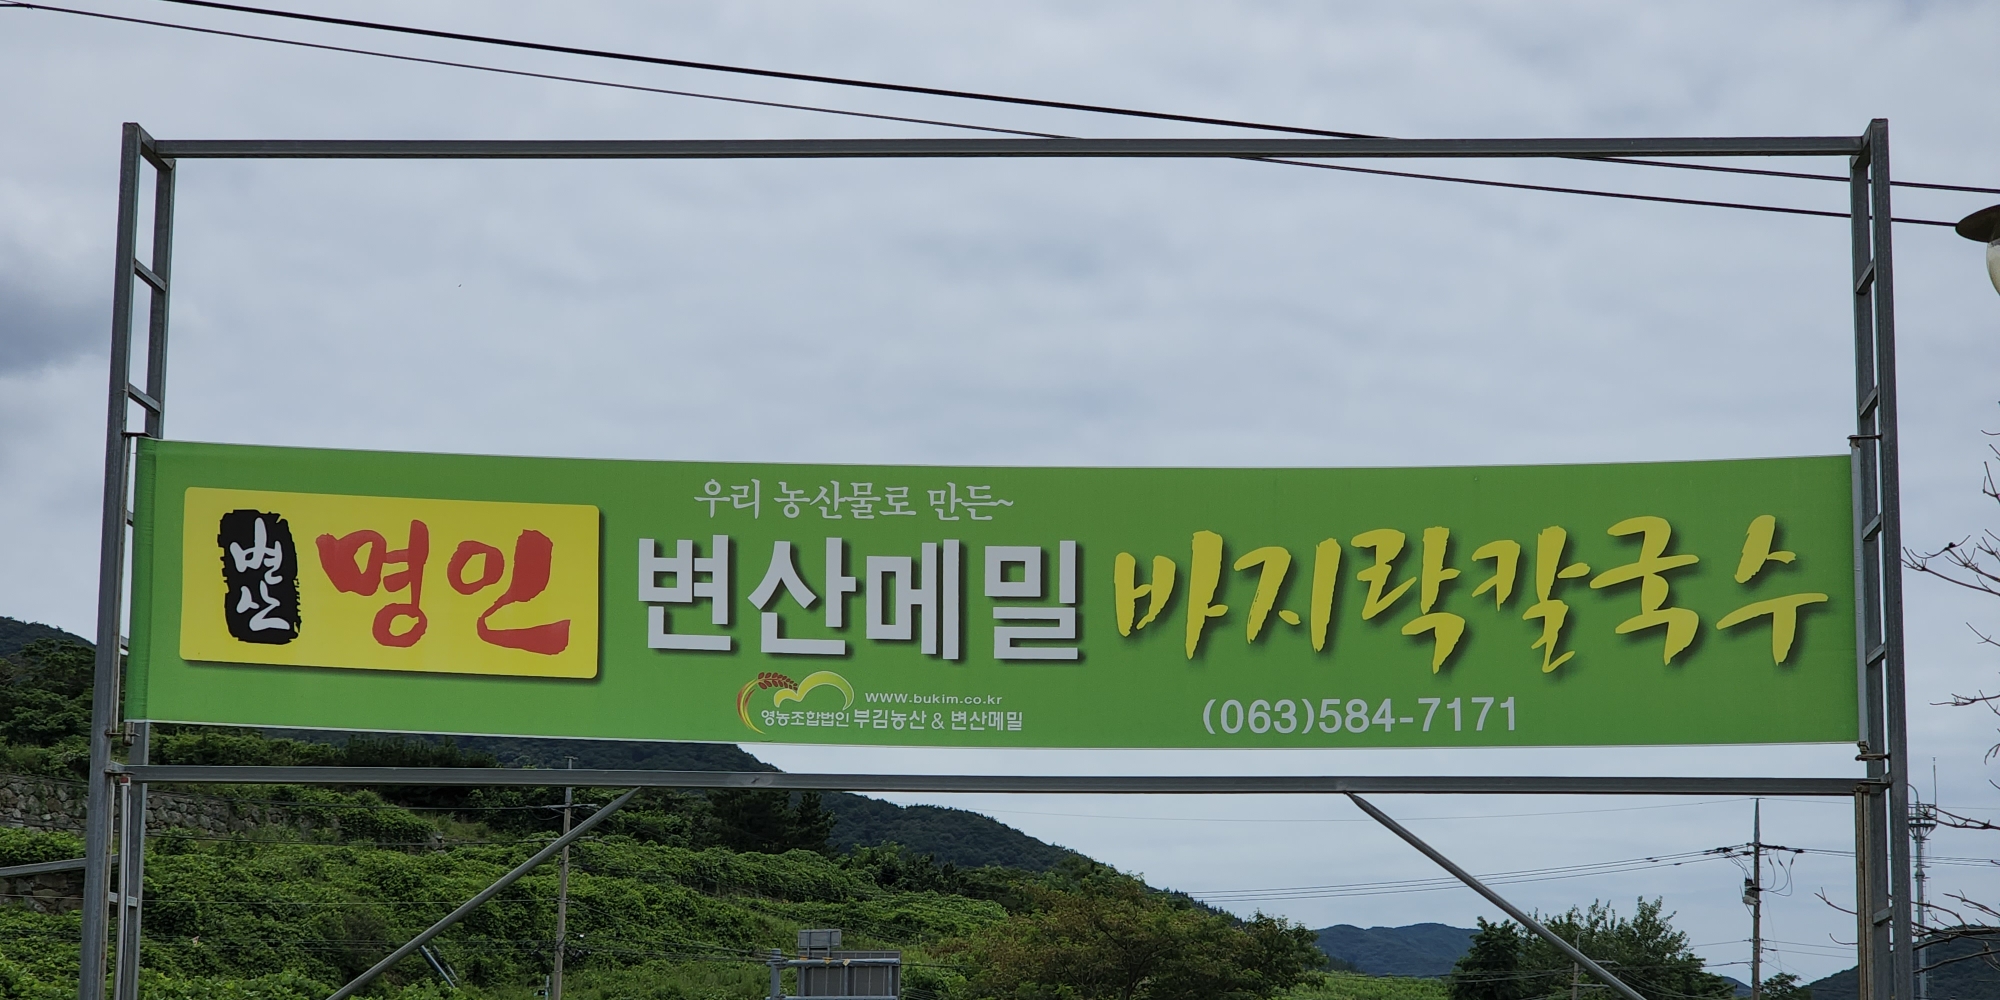 변산 명인
우리 농산물로 만든~
변산메밀 바지락칼국수
www.bukim.co.kr
영농조합법인 부김농산 & 변산메밀
(063)584-7171